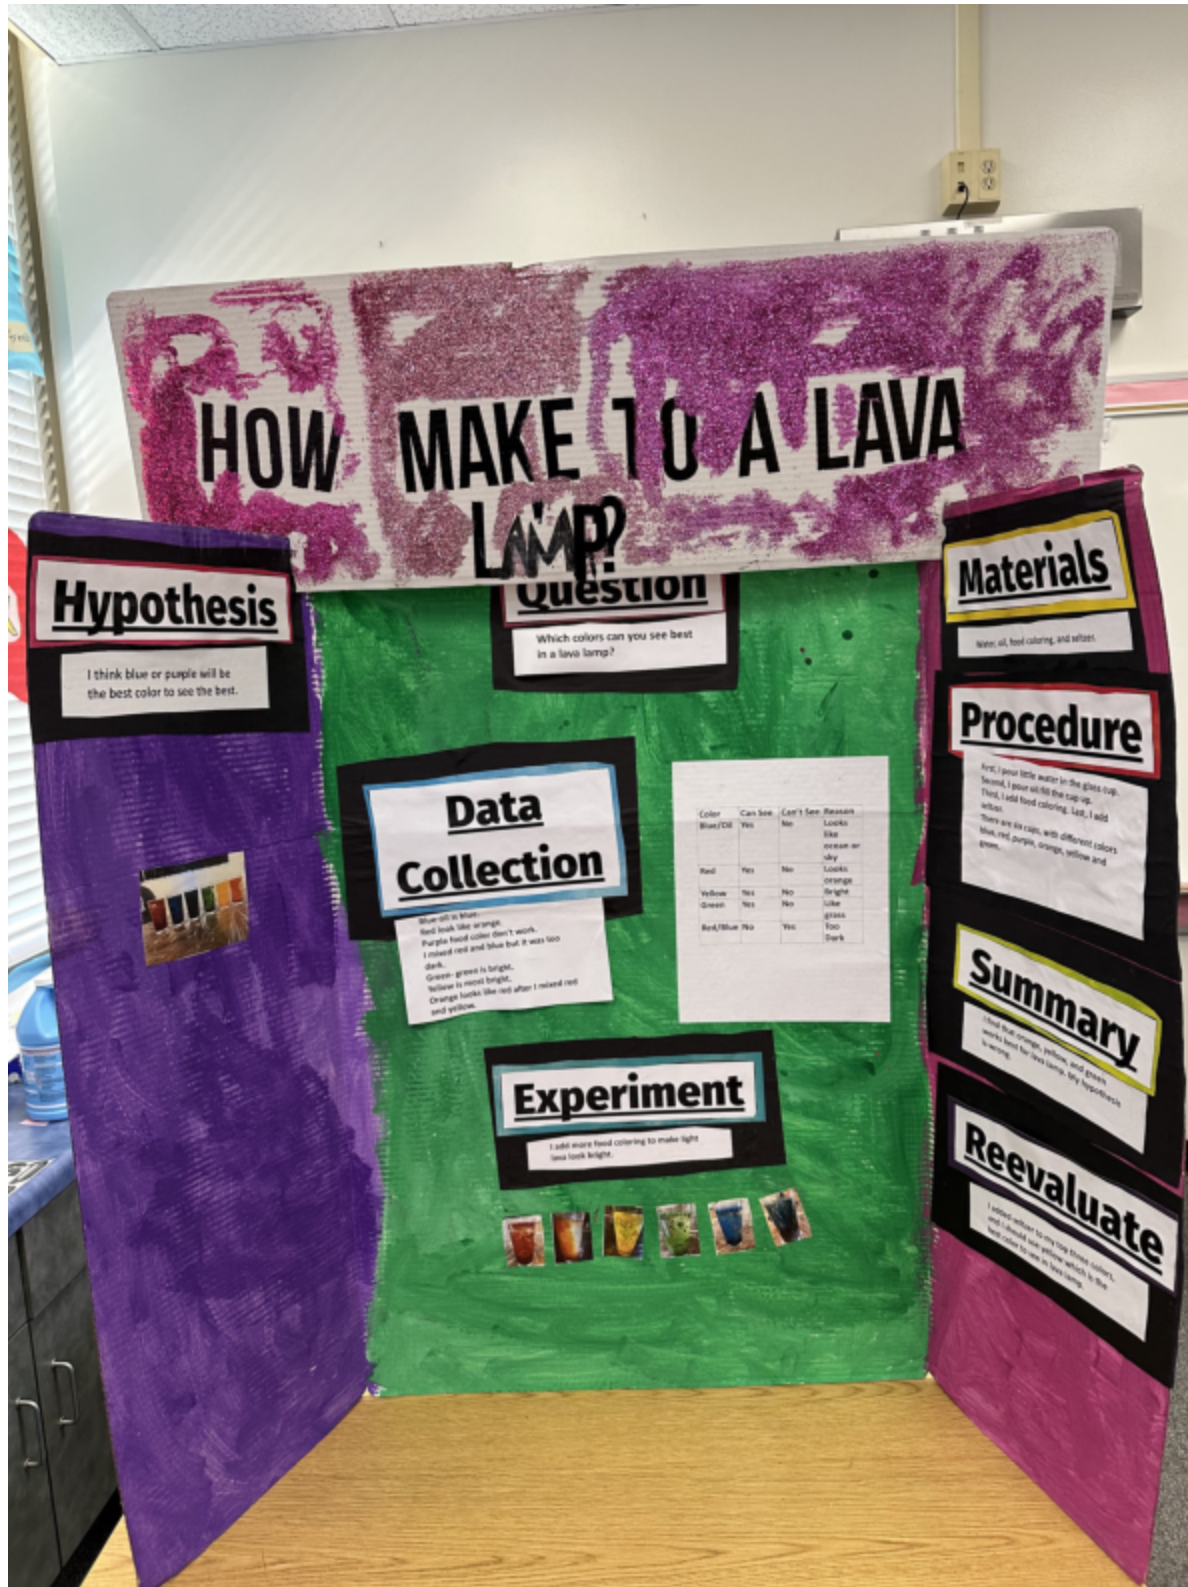 HOW MAKE TO A LAVA
LAMP?
Hypothesis
I think blue or purple will be
the best color to see the best.
Question
Which colors can you see best
in a lava lamp?
Data
Collection
Blue-oil is blue.
Red look like orange.
Purple food color don't work.
I mixed red and blue but it was too
dark.
Green- green is bright.
Yellow is most bright.
Orange looks like red after I mixed red
and yellow.
Color Can See Can't See Reason
Blue/Oil Yes No Looks
like
ocean or
sky
Red Yes No Looks
orange
Yellow Yes No Bright
Green Yes No Like
grass
Red/Blue No Yes Too
Dark
Experiment
I add more food coloring to make light
lava look bright.
Materials
Water, oil, food coloring, and seltzer.
Procedure
First, I pour little water in the glass cup.
Second, I pour oil fill the cup up.
Third, I add food coloring. Last, I add
seltzer.
There are six cups, with different colors
blue, red, purple, orange, yellow and
green.
Summary
I find that orange, yellow, and green
works best for lava lamp. My hypothesis
is wrong.
Reevaluate
I added seltzer to my top three colors,
and I should use yellow which is the
best color to use in lava lamp.